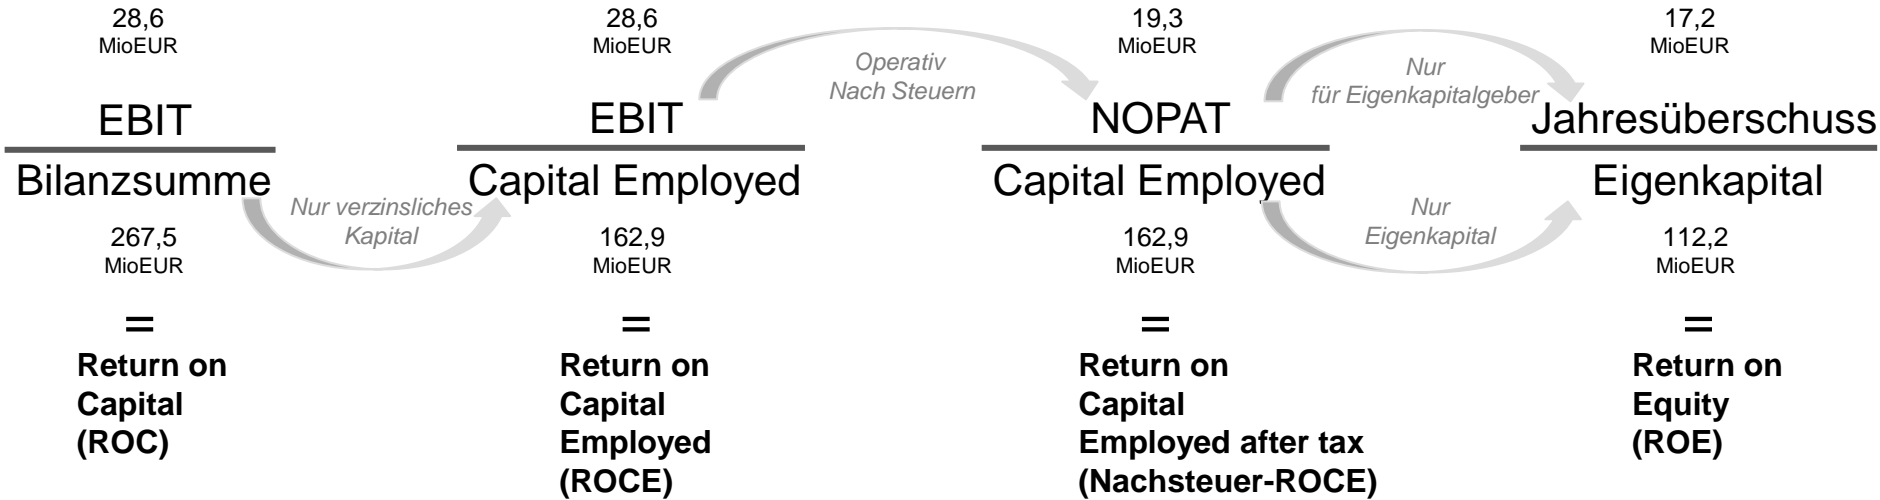 28,6
MioEUR
EBIT
Bilanzsumme
267,5
MioEUR
=
Return on
Capital
(ROC)
Nur verzinsliches
Kapital
28,6
MioEUR
EBIT
Capital Employed
162,9
MioEUR
=
Return on
Capital
Employed
(ROCE)
Operativ
Nach Steuern
19,3
MioEUR
NOPAT
Capital Employed
162,9
MioEUR
=
Return on
Capital
Employed after tax
(Nachsteuer-ROCE)
Nur
für Eigenkapitalgeber
Nur
Eigenkapital
17,2
MioEUR
Jahresüberschuss
Eigenkapital
112,2
MioEUR
=
Return on
Equity
(ROE)